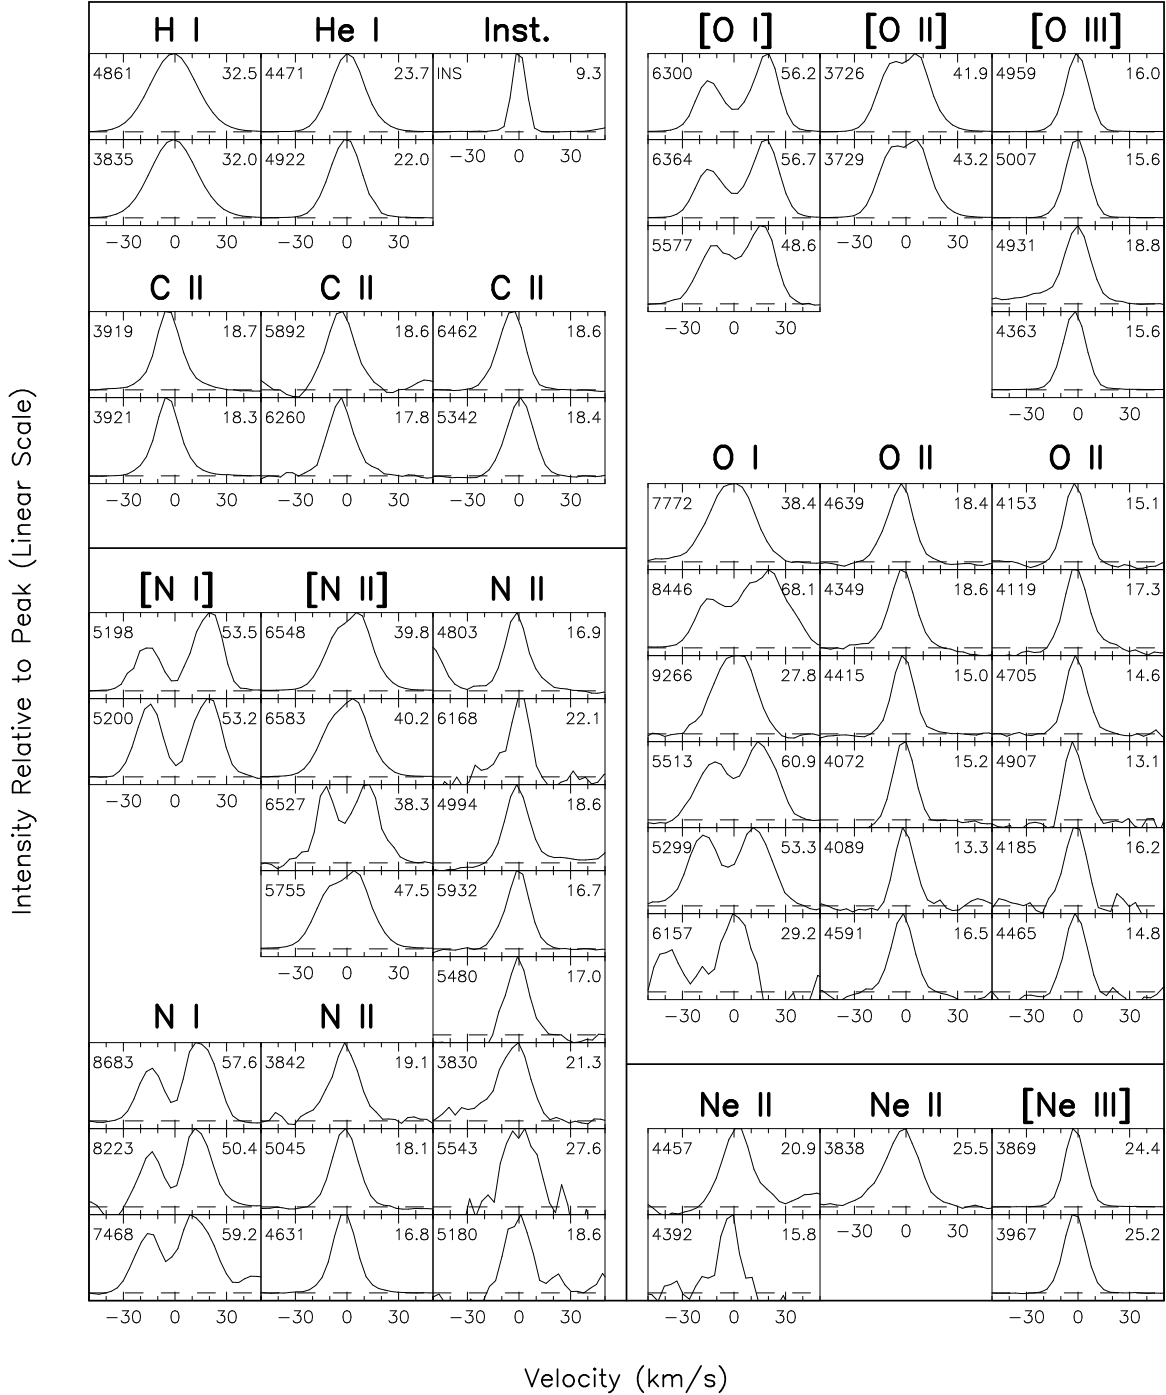 H I He I Inst. [O I] [O II] [O III]
4861 32.5 4471 23.7 INS 9.3 6300 56.2 3726 41.9 4959 16.0
3835 32.0 4922 22.0 −30 0 30 6364 56.7 3729 43.2 5007 15.6
−30 0 30 −30 0 30 5577 48.6 −30 0 30 4931 18.8
C II C II C II
3919 18.7 5892 18.6 6462 18.6 −30 0 30 4363 15.6
3921 18.3 6260 17.8 5342 18.4 −30 0 30
−30 0 30 −30 0 30 −30 0 30
O I O II O II
7772 38.4 4639 18.4 4153 15.1
[N I] [N II] N II 8446 68.1 4349 18.6 4119 17.3
5198 53.5 6548 39.8 4803 16.9 9266 27.8 4415 15.0 4705 14.6
5200 53.2 6583 40.2 6168 22.1 5513 60.9 4072 15.2 4907 13.1
−30 0 30 6527 38.3 4994 18.6 5299 53.3 4089 13.3 4185 16.2
5755 47.5 5932 16.7 6157 29.2 4591 16.5 4465 14.8
−30 0 30 5480 17.0 −30 0 30 −30 0 30 −30 0 30
N I N II
8683 57.6 3842 19.1 3830 21.3 Ne II Ne II [Ne III]
8223 50.4 5045 18.1 5543 27.6 4457 20.9 3838 25.5 3869 24.4
7468 59.2 4631 16.8 5180 18.6 4392 15.8 −30 0 30 3967 25.2
−30 0 30 −30 0 30 −30 0 30 −30 0 30 −30 0 30
Intensity Relative to Peak (Linear Scale)
Velocity (km/s)